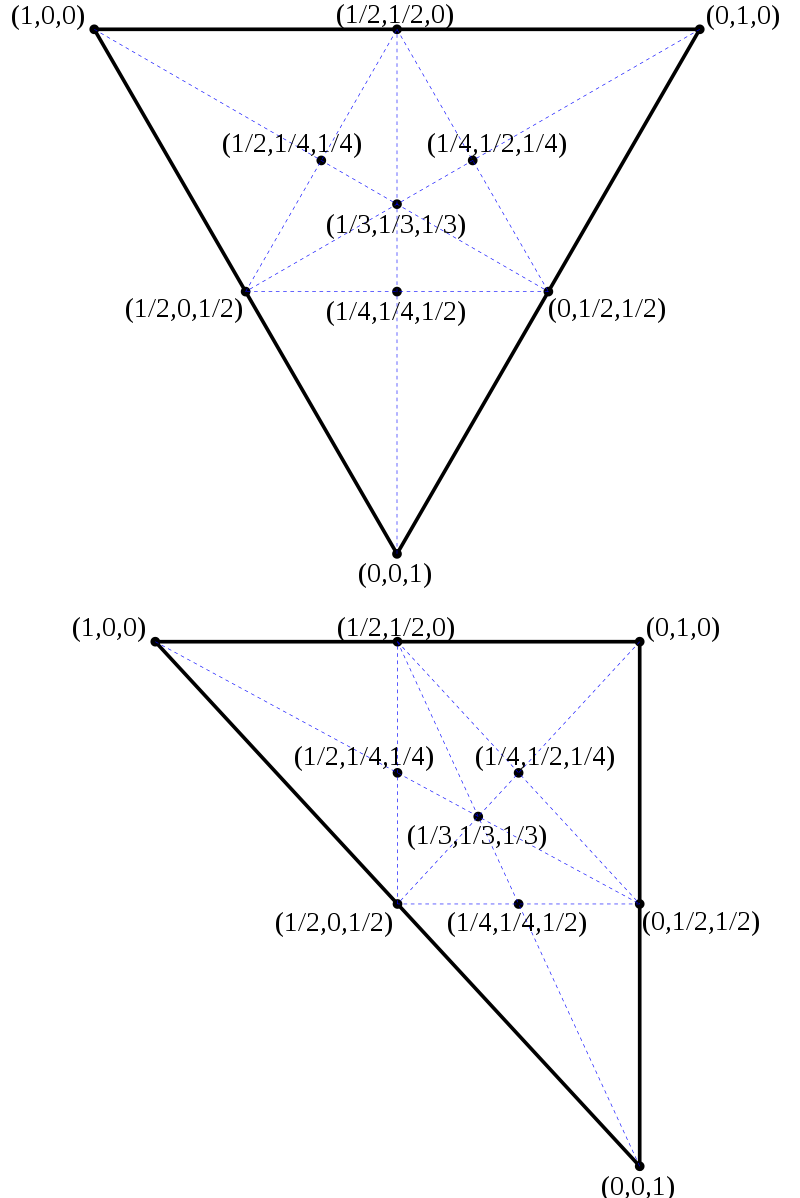 (1,0,0) (1/2,1/2,0) (0,1,0)
(1/2,1/4,1/4) (1/4,1/2,1/4)
(1/3,1/3,1/3)
(1/2,0,1/2) (1/4,1/4,1/2) (0,1/2,1/2)
(0,0,1)
(1,0,0) (1/2,1/2,0) (0,1,0)
(1/2,1/4,1/4) (1/4,1/2,1/4)
(1/3,1/3,1/3)
(1/2,0,1/2) (1/4,1/4,1/2) (0,1/2,1/2)
(0,0,1)